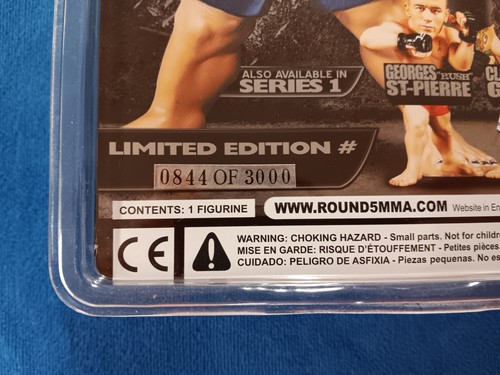 ALSO AVAILABLE IN
SERIES 1
GEORGES "RUSH"
ST-PIERRE
LIMITED EDITION #
0844 OF 3000
CONTENTS: 1 FIGURINE
WWW.ROUND5MMA.COM Website in
CE
WARNING: CHOKING HAZARD - Small parts. Not for
MISE EN GARDE: RISQUE D'ÉTOUFFEMENT - Petites pièces.
CUIDADO: PELIGRO DE ASFIXIA - Piezas pequenas. No